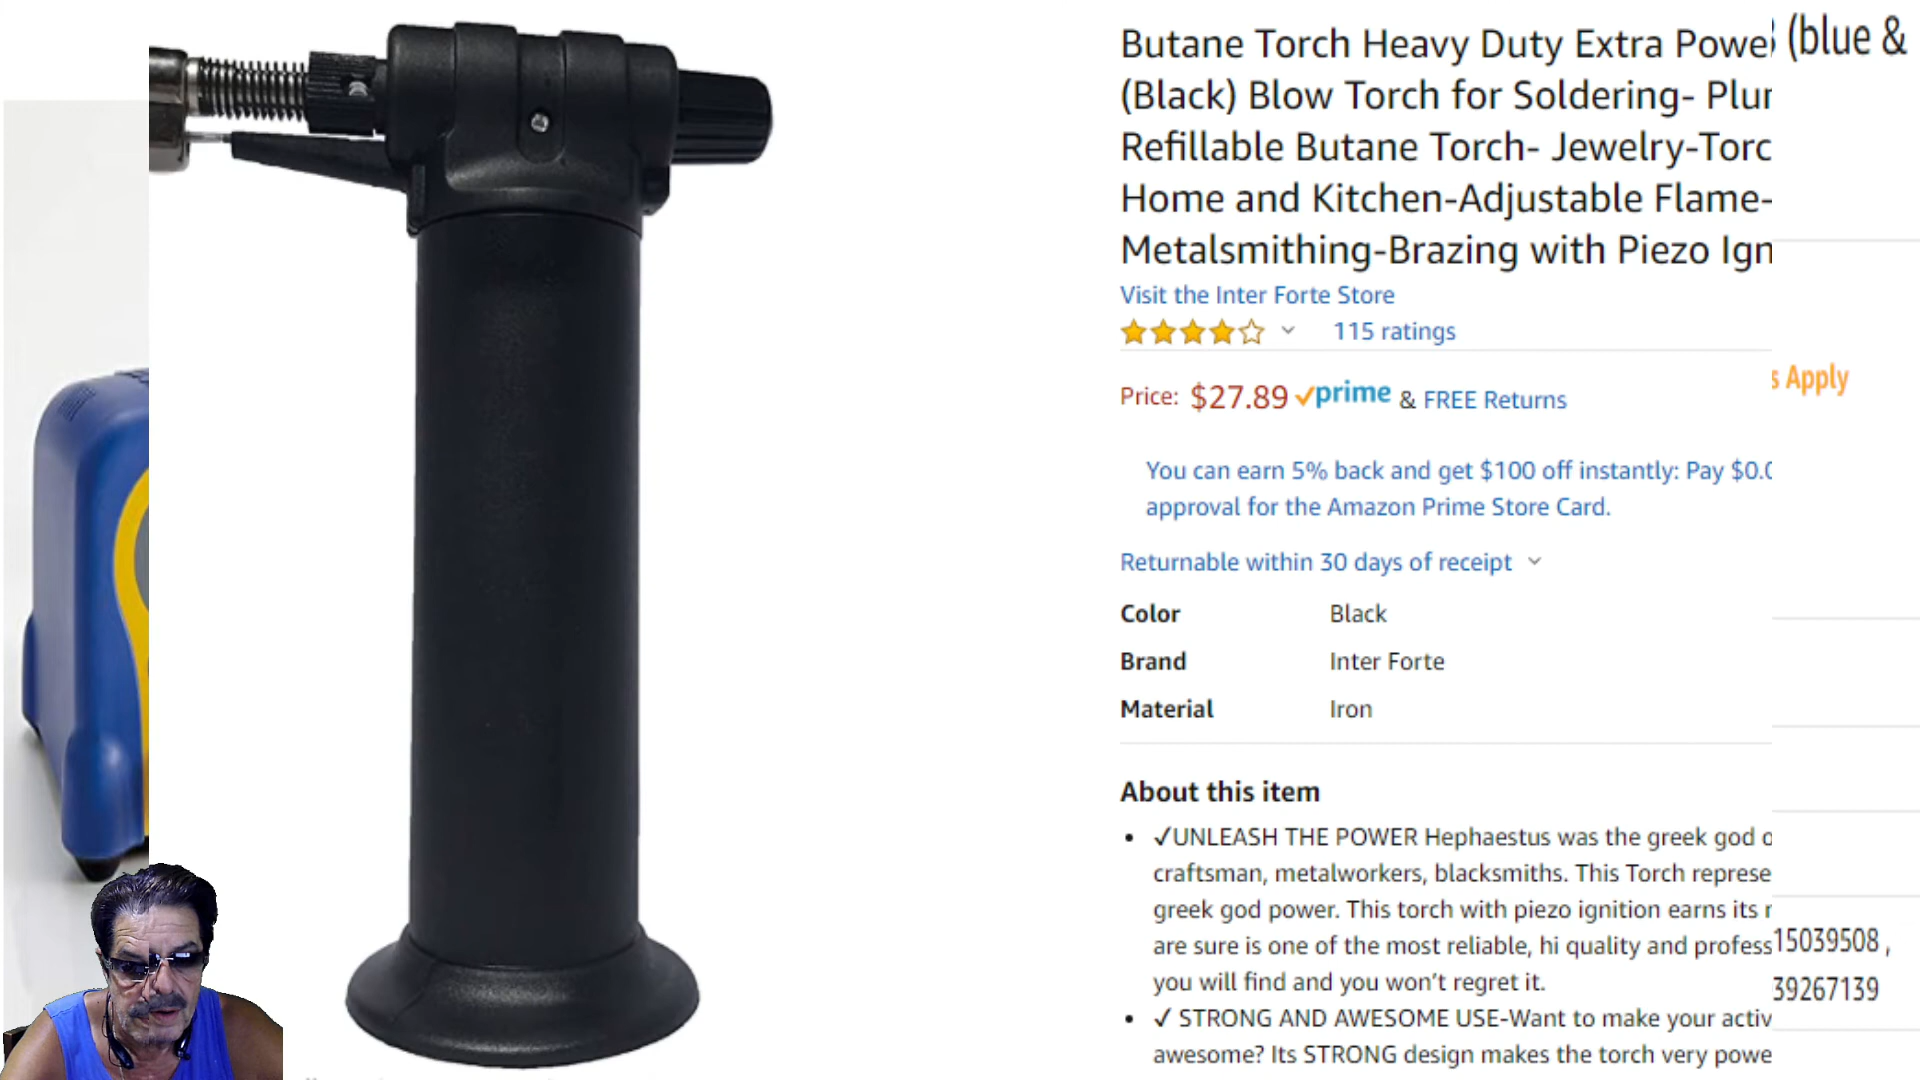 Butane Torch Heavy Duty Extra Powe
(Black) Blow Torch for Soldering- Plu
Refillable Butane Torch- Jewelry-Torc
Home and Kitchen-Adjustable Flame-
Metalsmithing-Brazing with Piezo Ign
Visit the Inter Forte Store
115 ratings
Price: $27.89 prime & FREE Returns
You can earn 5% back and get $100 off instantly: Pay $0.0
approval for the Amazon Prime Store Card.
Returnable within 30 days of receipt
Color Black
Brand Inter Forte
Material Iron
About this item
• ✓UNLEASH THE POWER Hephaestus was the greek god o
craftsman, metalworkers, blacksmiths. This Torch represe
greek god power. This torch with piezo ignition earns its r
are sure is one of the most reliable, hi quality and profess
you will find and you won’t regret it.
• ✓ STRONG AND AWESOME USE-Want to make your activ
awesome? Its STRONG design makes the torch very powe
(blue &
s Apply
15039508 ,
39267139